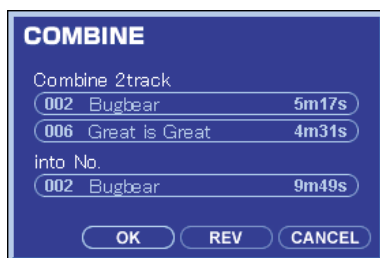 COMBINE
Combine 2track
002 Bugbear 5m17s
006 Great is Great 4m31s
into No.
002 Bugbear 9m49s
OK REV CANCEL